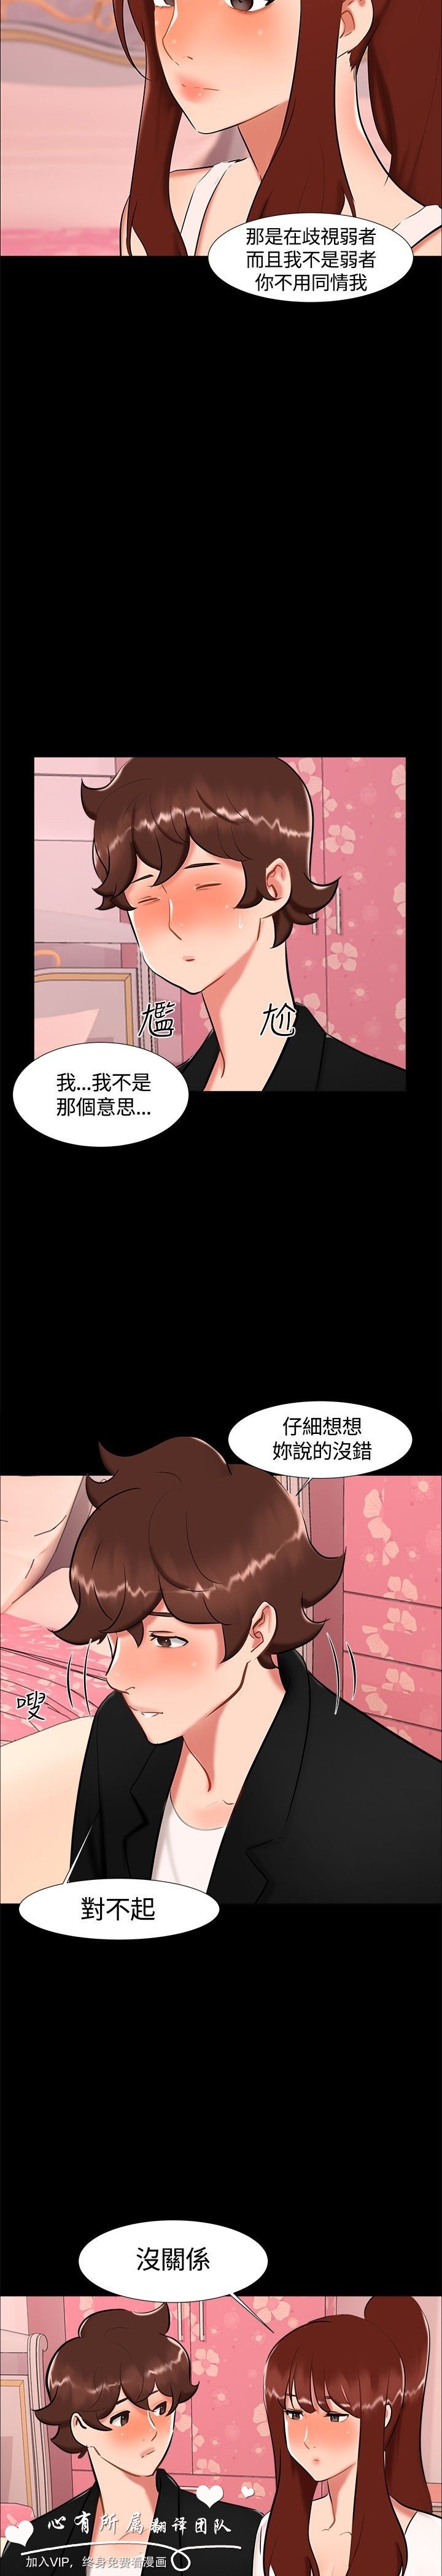 那是在歧視弱者
而且我不是弱者
你不用同情我
尷 尬
我...我不是
那個意思...
仔細想想
妳說的沒錯
嗖
對不起
沒關係
心有所属翻译团队
加入VIP，终身免费看漫画